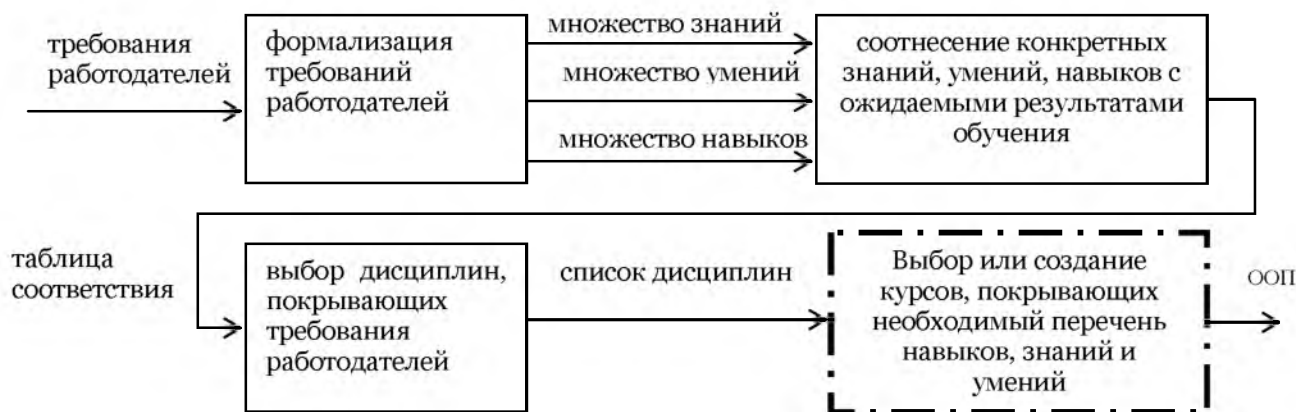 требования
работодателей
формализация
требований
работодателей
множество знаний
множество умений
множество навыков
соотнесение конкретных
знаний, умений, навыков с
ожидаемыми результатами
обучения
таблица
соответствия
выбор дисциплин,
покрывающих
требования
работодателей
список дисциплин
Выбор или создание
курсов, покрывающих
необходимый перечень
навыков, знаний и
умений
ООП